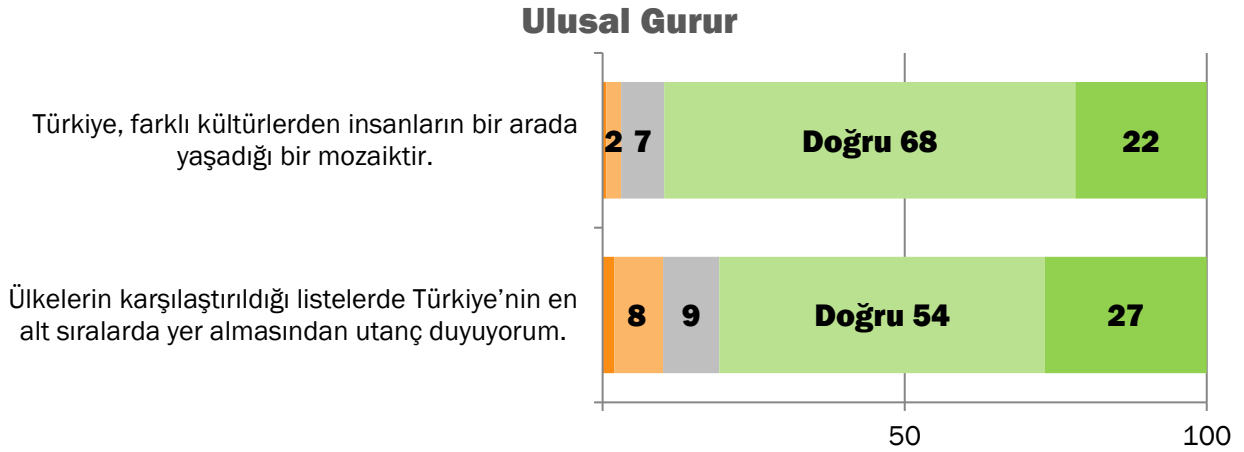 Ulusal Gurur
Türkiye, farklı kültürlerden insanların bir arada
yaşadığı bir mozaiktir.
2 7 Doğru 68 22
Ülkelerin karşılaştırıldığı listelerde Türkiye’nin en
alt sıralarda yer almasından utanç duyuyorum.
8 9 Doğru 54 27
50 100